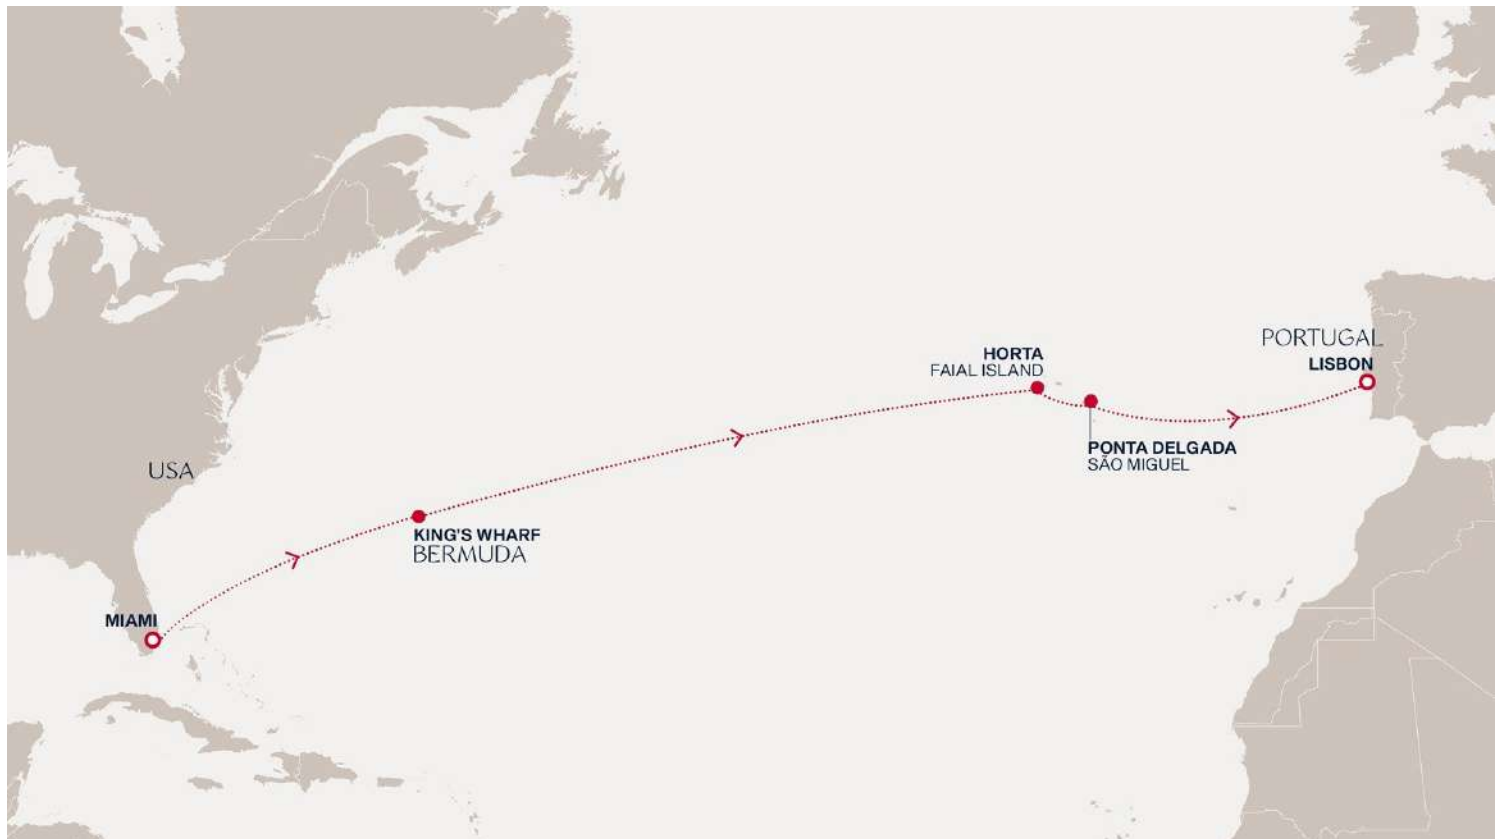 PORTUGAL
HORTA
FAIAL ISLAND
LISBON
PONTA DELGADA
SÃO MIGUEL
USA
KING'S WHARF
BERMUDA
MIAMI